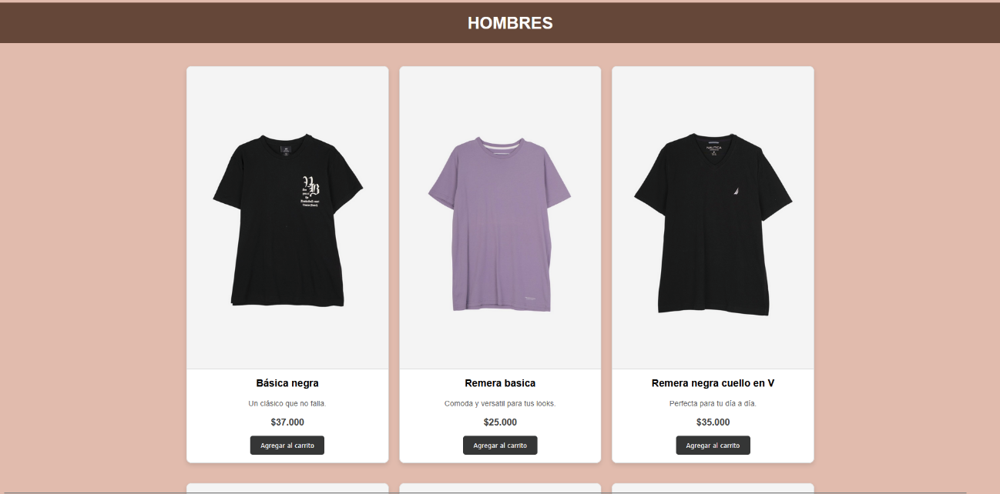 HOMBRES
NAUTICA
Básica negra
Un clásico que no falla.
$37.000
Agregar al carrito
Remera basica
Comoda y versatil para tus looks.
$25.000
Agregar al carrito
Remera negra cuello en V
Perfecta para tu día a día.
$35.000
Agregar al carrito